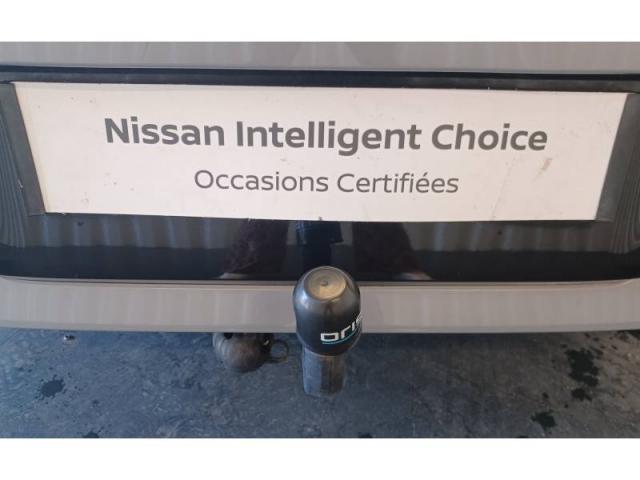 Nissan Intelligent Choice
Occasions Certifiées